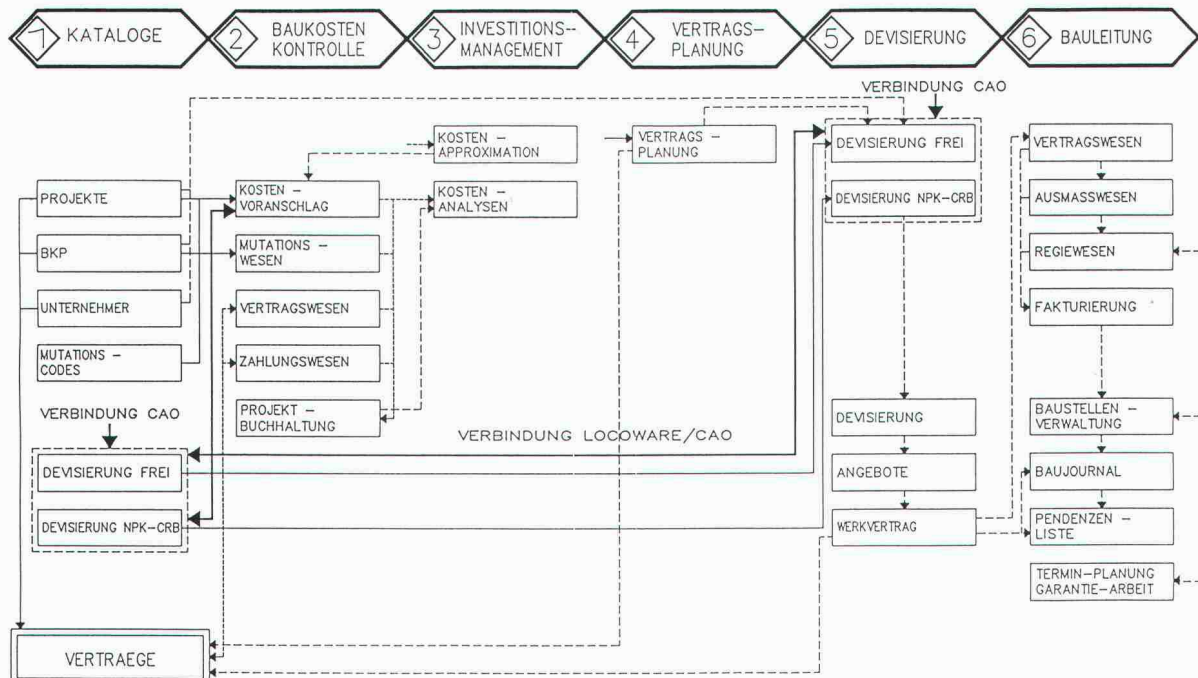 1 KATALOGE
2 BAUKOSTEN
KONTROLLE
3 INVESTITIONS-
MANAGEMENT
4 VERTRAGS-
PLANUNG
5 DEVISIERUNG
6 BAULEITUNG
PROJEKTE
BKP
UNTERNEHMER
MUTATIONS -
CODES
VERBINDUNG CAO
DEVISIERUNG FREI
DEVISIERUNG NPK-CRB
VERTRAEGE
KOSTEN -
VORANSCHLAG
MUTATIONS -
WESEN
VERTRAGSWESEN
ZAHLUNGSWESEN
PROJEKT -
BUCHHALTUNG
KOSTEN -
APPROXIMATION
KOSTEN -
ANALYSEN
VERBINDUNG LOCOWARE/CAO
VERTRAGS -
PLANUNG
VERBINDUNG CAO
DEVISIERUNG FREI
DEVISIERUNG NPK-CRB
DEVISIERUNG
ANGEBOTE
WERKVERTRAG
VERTRAGSWESEN
AUSMASSWESEN
REGIEWESEN
FAKTURIERUNG
BAUSTELLEN -
VERWALTUNG
BAUJOURNAL
PENDENZEN -
LISTE
TERMIN-PLANUNG
GARANTIE-ARBEIT